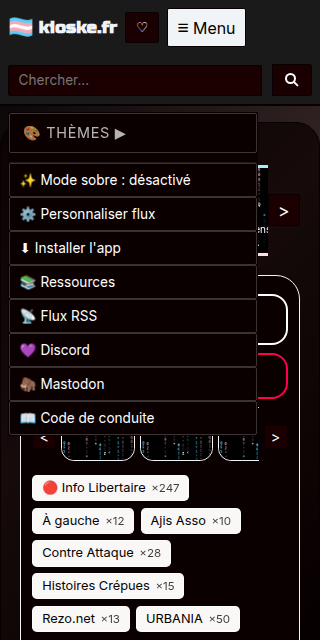 kloske.fr ♡ ≡ Menu
Chercher...
🎨 THÈMES ▶
✨ Mode sobre : désactivé
⚙️ Personnaliser flux
⬇ Installer l'app
📚 Ressources
📡 Flux RSS
💜 Discord
🦣 Mastodon
📖 Code de conduite
>
< >
🔴 Info Libertaire ×247
À gauche ×12 Ajis Asso ×10
Contre Attaque ×28
Histoires Crépues ×15
Rezo.net ×13 URBANIA ×50